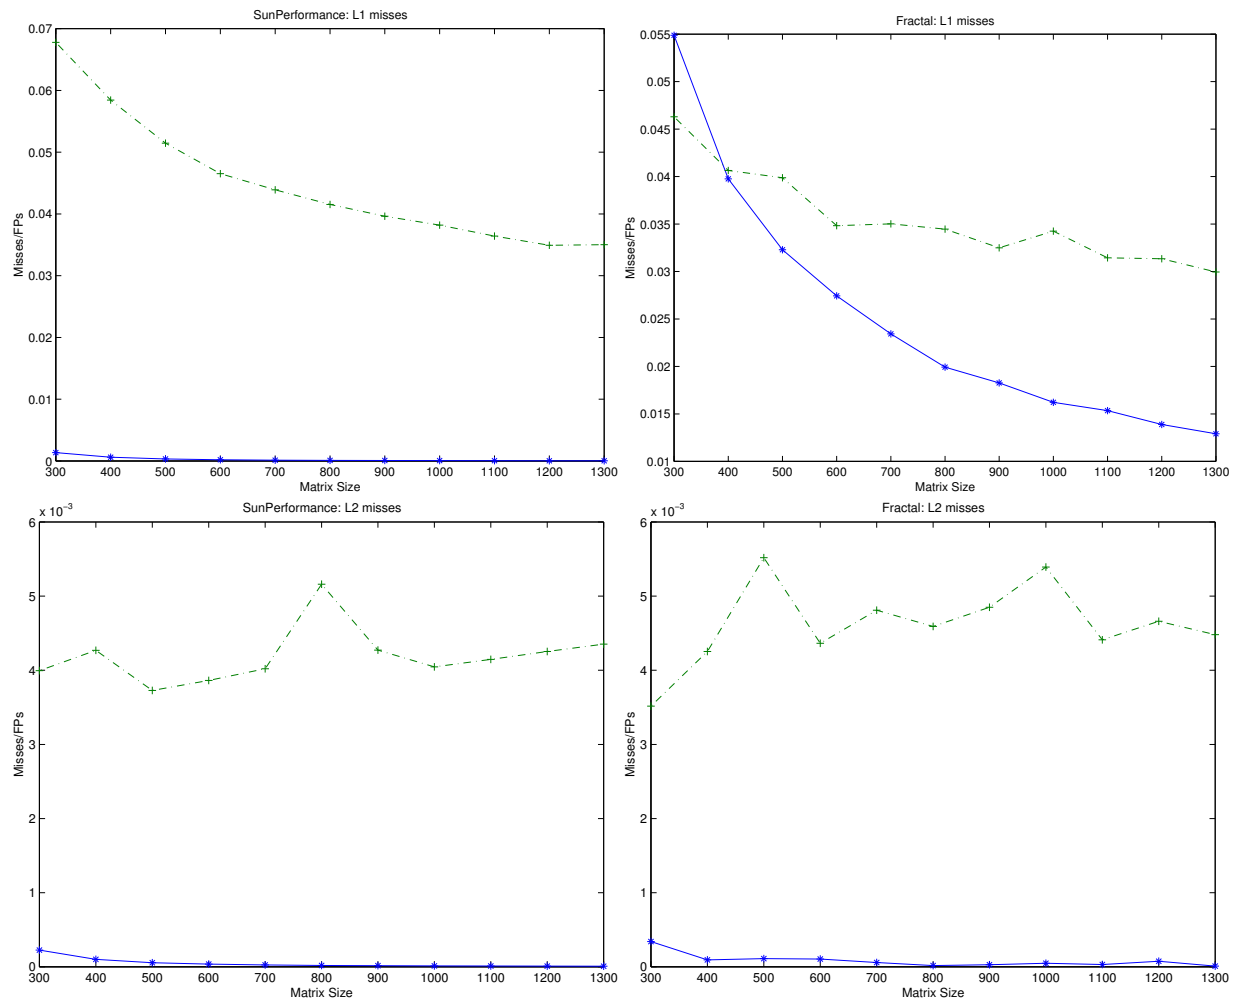 SunPerformance: L1 misses
0.07
0.06
0.05
0.04
0.03
0.02
0.01
0
Misses/FPs
300 400 500 600 700 800 900 1000 1100 1200 1300
Matrix Size
Fractal: L1 misses
0.055
0.05
0.045
0.04
0.035
0.03
0.025
0.02
0.015
0.01
Misses/FPs
300 400 500 600 700 800 900 1000 1100 1200 1300
Matrix Size
SunPerformance: L2 misses
x 10⁻³
6
5
4
3
2
1
0
Misses/FPs
300 400 500 600 700 800 900 1000 1100 1200 1300
Matrix Size
Fractal: L2 misses
x 10⁻³
6
5
4
3
2
1
0
Misses/FPs
300 400 500 600 700 800 900 1000 1100 1200 1300
Matrix Size